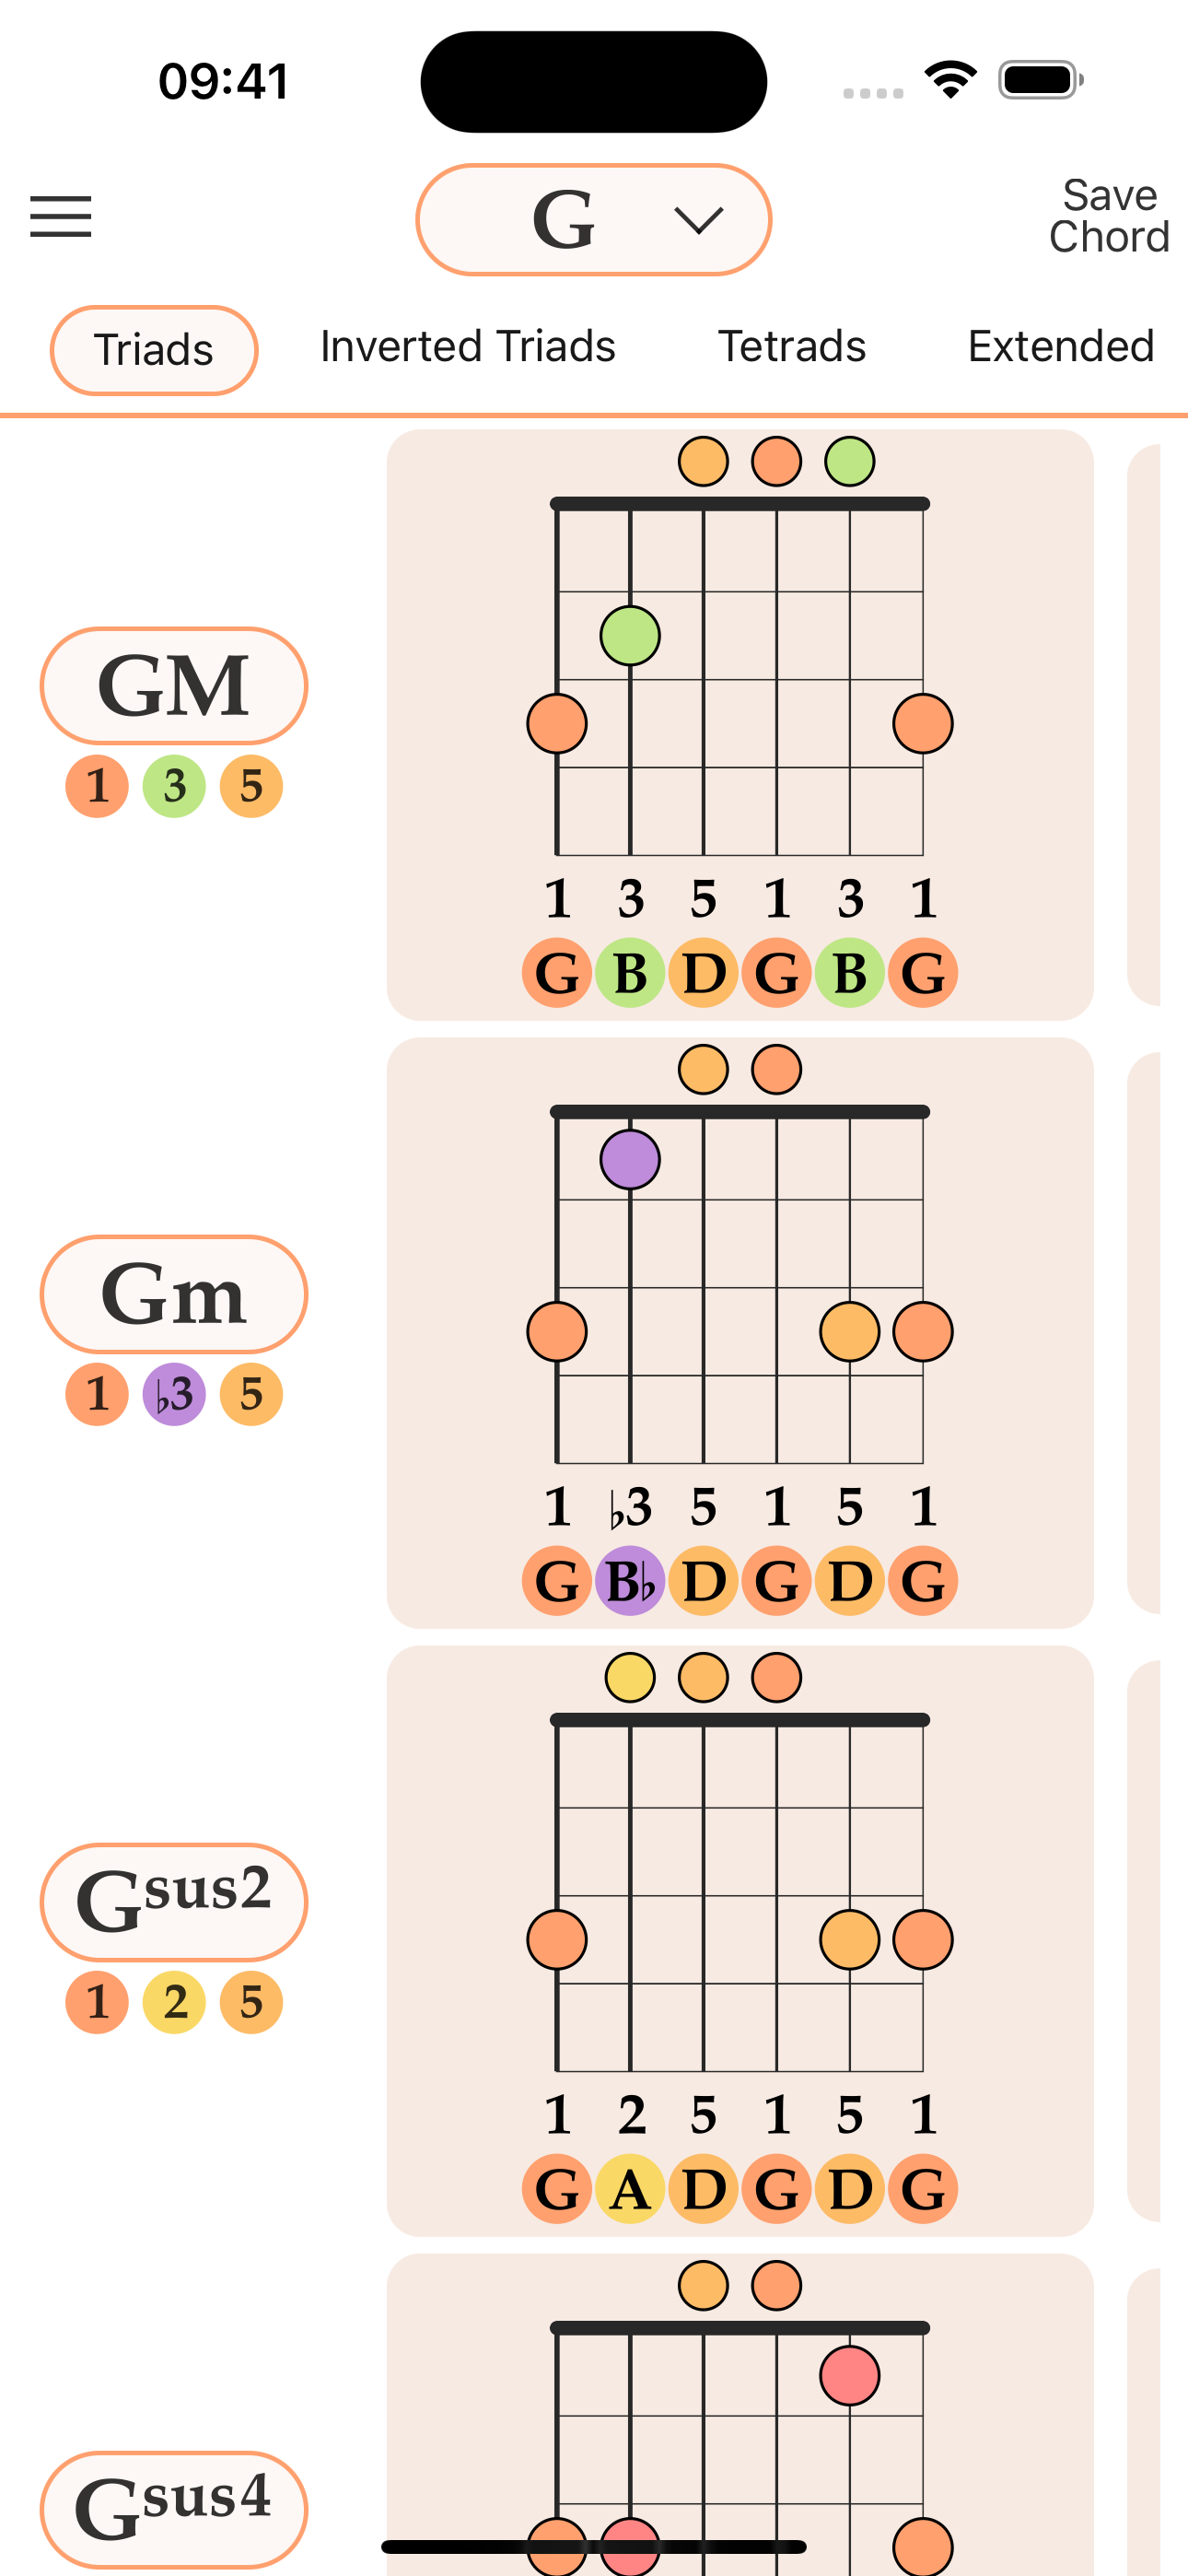 09:41
G
Save
Chord
Triads Inverted Triads Tetrads Extended
GM
1 3 5
1 3 5 1 3 1
G B D G B G
Gm
1 ♭3 5
1 ♭3 5 1 5 1
G B♭ D G D G
Gsus2
1 2 5
1 2 5 1 5 1
G A D G D G
Gsus4